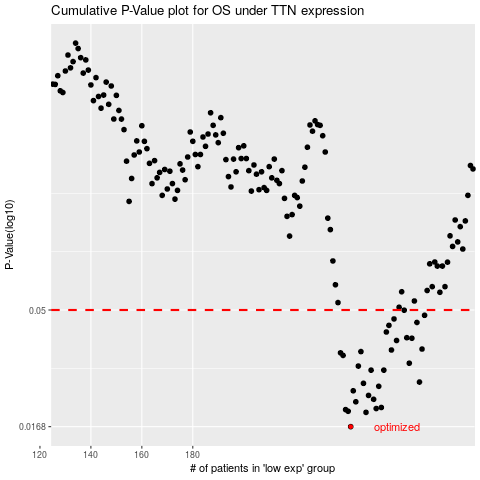 Cumulative P-Value plot for OS under TTN expression
P-Value(log10)
0.05
0.0168
optimized
120 140 160 180
# of patients in 'low exp' group